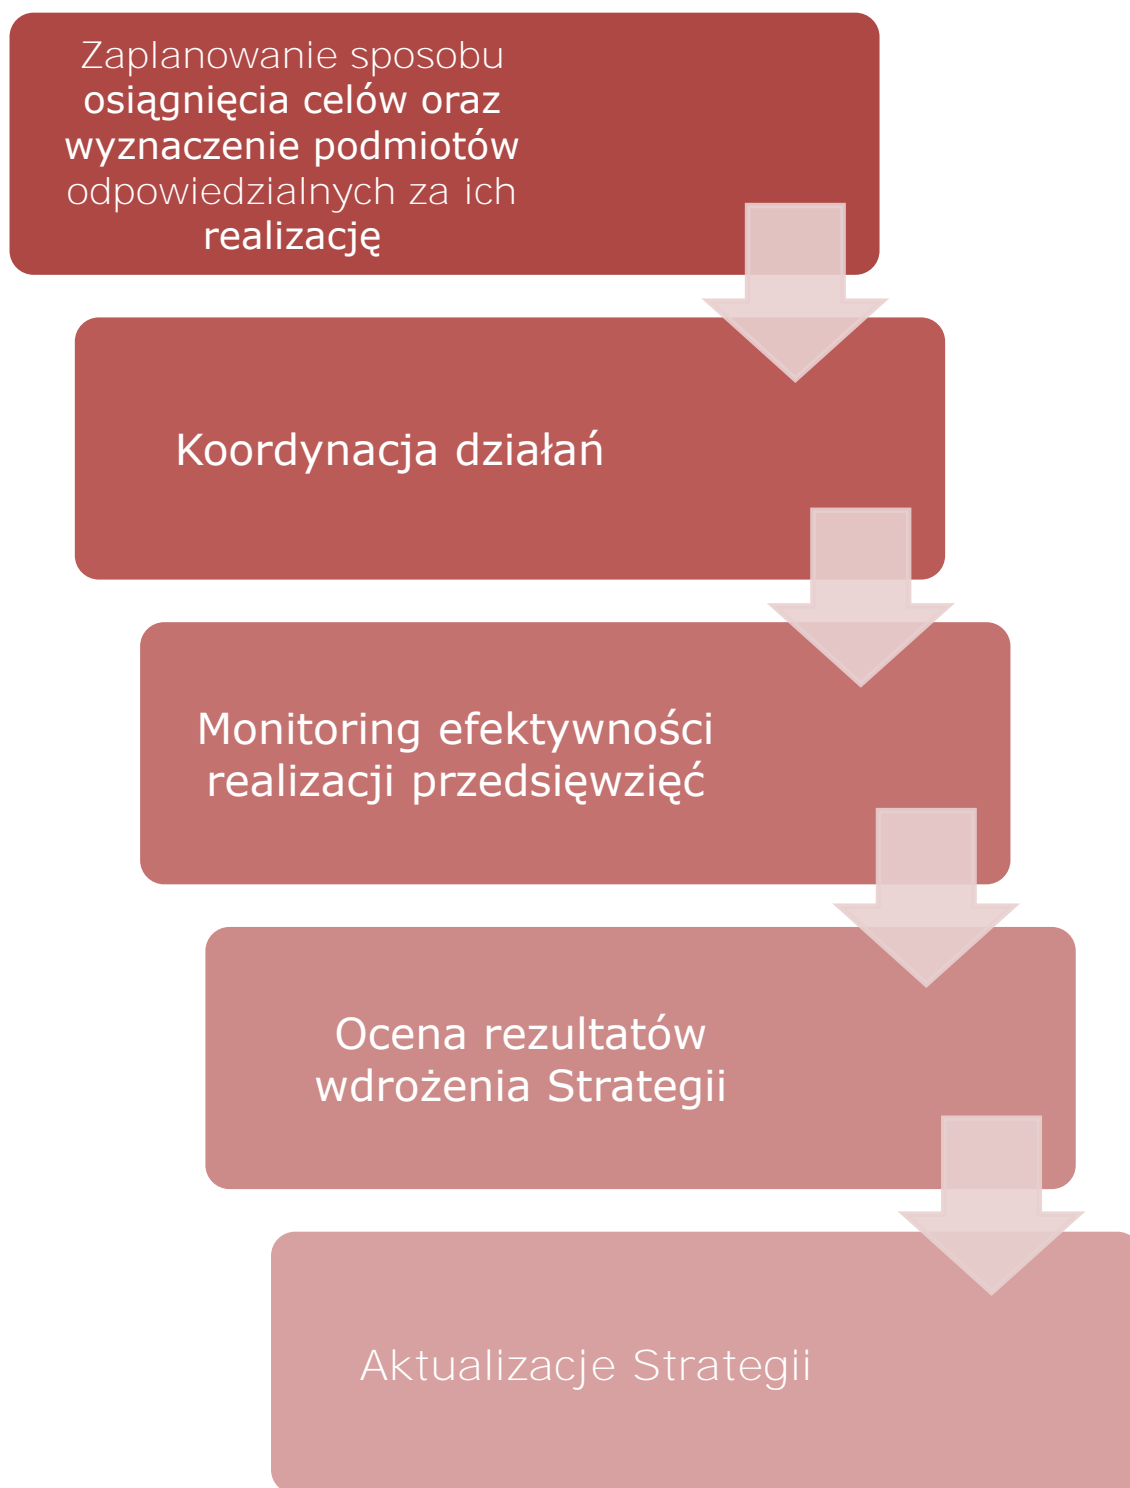 Zaplanowanie sposobu
osiągnięcia celów oraz
wyznaczenie podmiotów
odpowiedzialnych za ich
realizację
Koordynacja działań
Monitoring efektywności
realizacji przedsięwzięć
Ocena rezultatów
wdrożenia Strategii
Aktualizacje Strategii